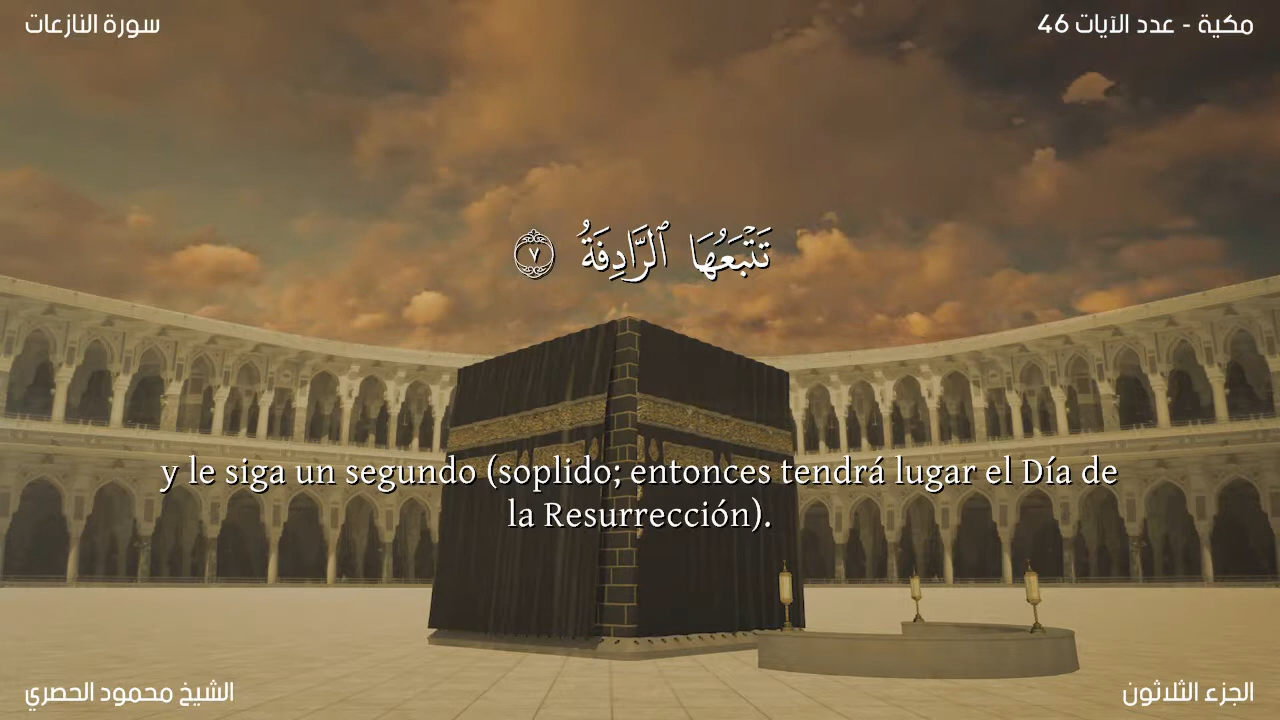 سورة النازعات
مكية - عدد الآيات 46
تَتْبَعُهَا ٱلرَّادِفَةُ ٧
y le siga un segundo (soplido; entonces tendrá lugar el Día de
la Resurrección).
الشيخ محمود الحصري
الجزء الثلاثون